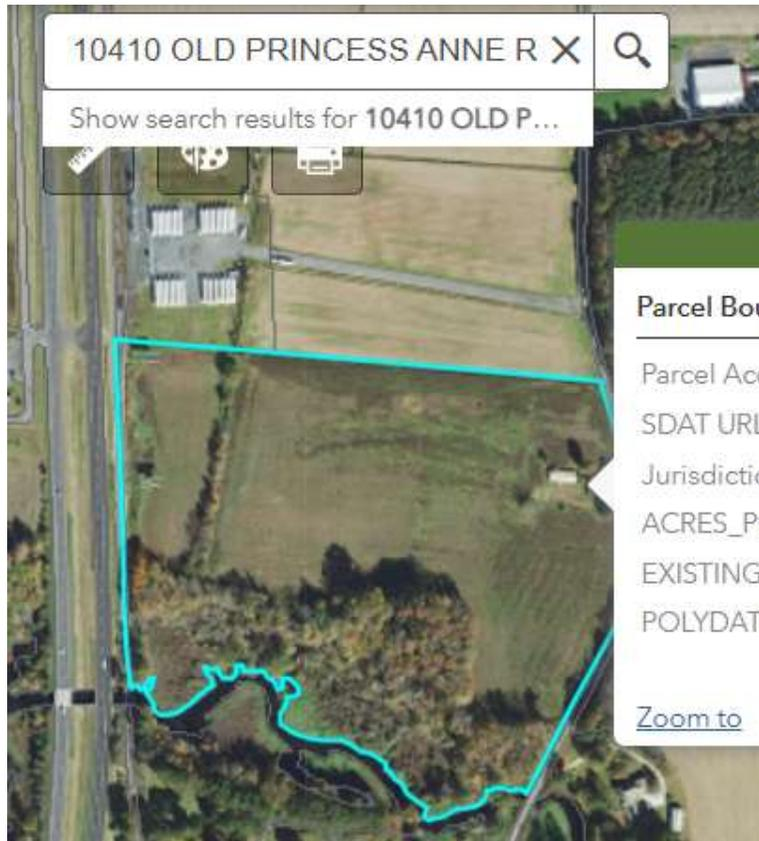 10410 OLD PRINCESS ANNE R
Show search results for 10410 OLD P...
Parcel Bou
Parcel Acc
SDAT URL
Jurisdictio
ACRES_P
EXISTING
POLYDAT
Zoom to